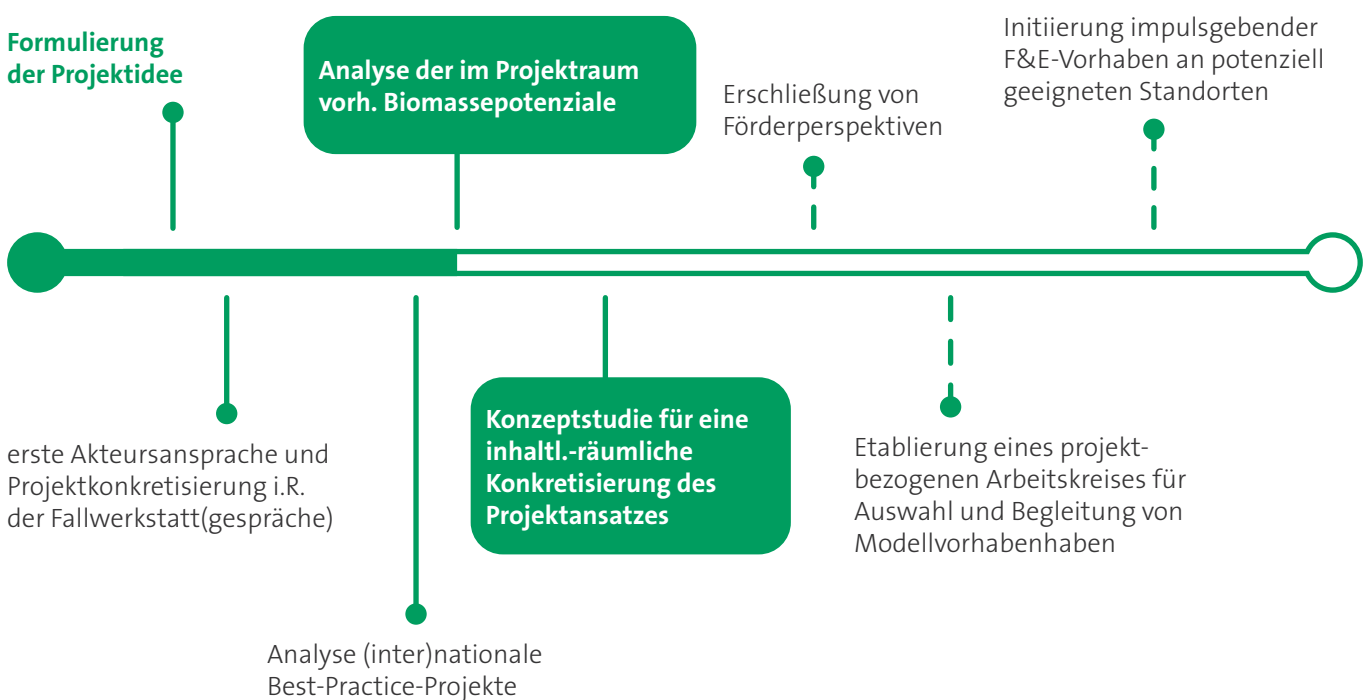 Formulierung
der Projektidee
Analyse der im Projektraum
vorh. Biomassepotenziale
Erschließung von
Förderperspektiven
Initiierung impulsgebender
F&E-Vorhaben an potenziell
geeigneten Standorten
erste Akteursansprache und
Projektkonkretisierung i.R.
der Fallwerkstatt(gespräche)
Analyse (inter)nationale
Best-Practice-Projekte
Konzeptstudie für eine
inhaltl.-räumliche
Konkretisierung des
Projektansatzes
Etablierung eines projekt-
bezogenen Arbeitskreises für
Auswahl und Begleitung von
Modellvorhabenhaben